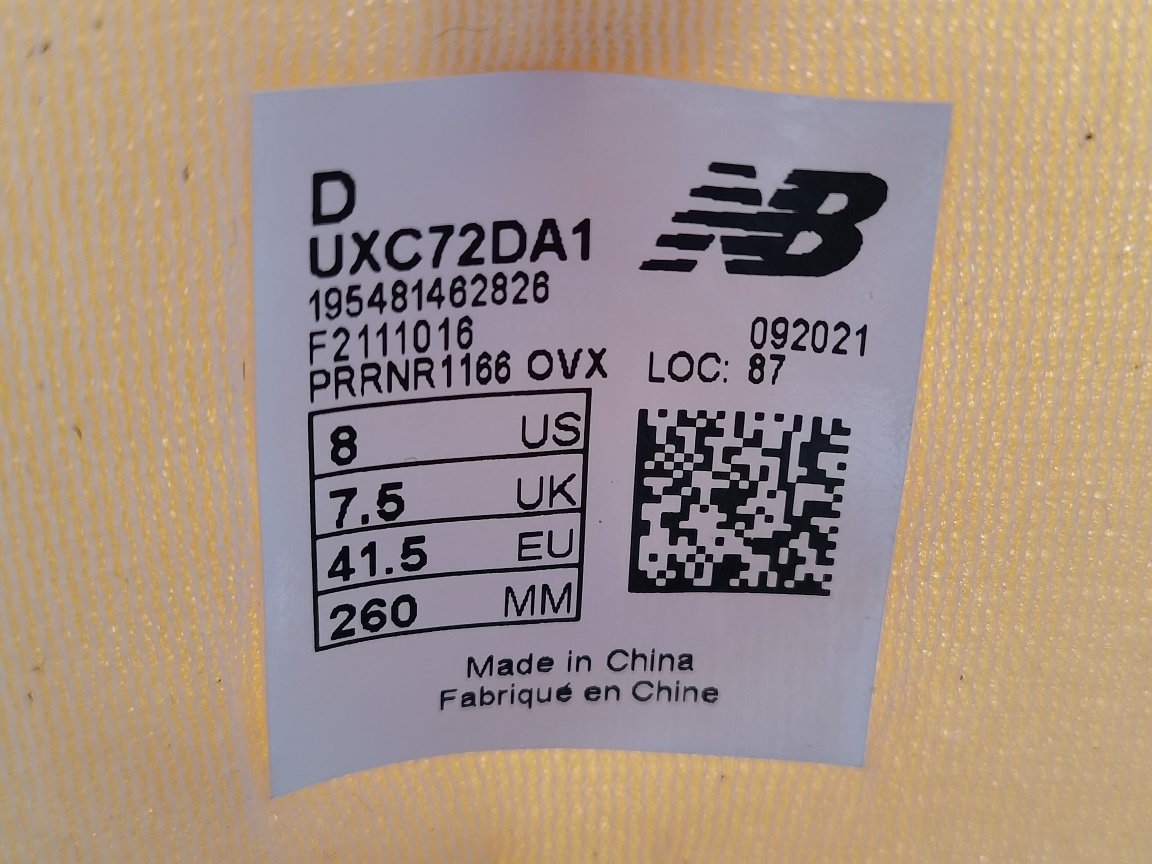 D
NB
UXC72DA1
195481462826
F2111016
092021
PRRNR1166 OVX LOC: 87
8 US
7.5 UK
41.5 EU
260 MM
Made in China
Fabriqué en Chine